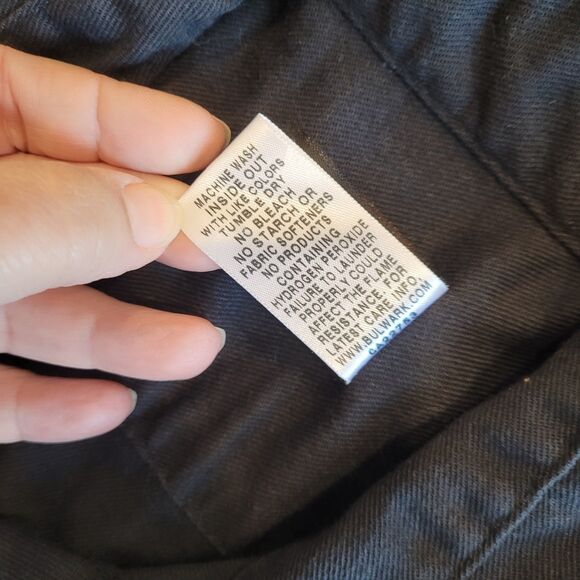 MACHINE WASH
INSIDE OUT
WITH LIKE COLORS
TUMBLE DRY
NO BLEACH
NO STARCH OR
FABRIC SOFTENERS
NO PRODUCTS
CONTAINING
HYDROGEN PEROXIDE
FAILURE TO LAUNDER
PROPERLY COULD
AFFECT THE FLAME
RESISTANCE FOR
LATEST CARE INFO.
WWW.BULWARK.COM